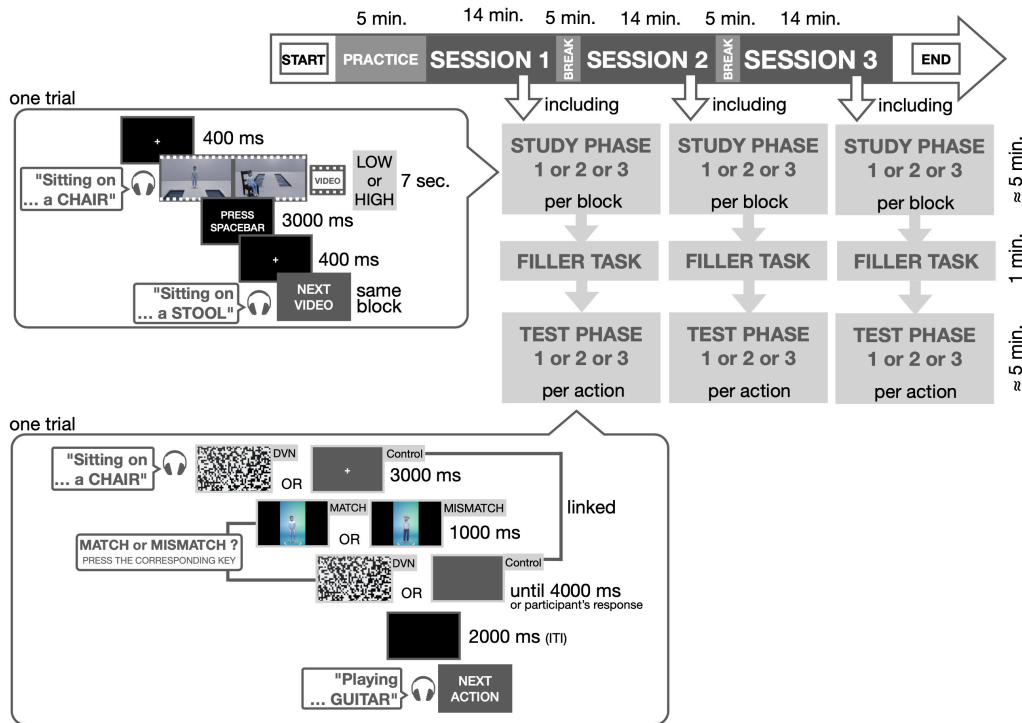 5 min.
14 min.
5 min.
14 min.
5 min.
14 min.
START
PRACTICE
SESSION 1
BREAK
SESSION 2
BREAK
SESSION 3
END
including
including
including
one trial
400 ms
"Sitting on
... a CHAIR"
VIDEO
LOW
or
HIGH
7 sec.
PRESS
SPACEBAR
3000 ms
400 ms
"Sitting on
... a STOOL"
NEXT
VIDEO
same
block
STUDY PHASE
1 or 2 or 3
per block
STUDY PHASE
1 or 2 or 3
per block
STUDY PHASE
1 or 2 or 3
per block
≈ 5 min.
FILLER TASK
FILLER TASK
FILLER TASK
1 min.
TEST PHASE
1 or 2 or 3
per action
TEST PHASE
1 or 2 or 3
per action
TEST PHASE
1 or 2 or 3
per action
≈ 5 min.
one trial
"Sitting on
... a CHAIR"
DVN
OR
Control
3000 ms
linked
MATCH
OR
MISMATCH
1000 ms
MATCH or MISMATCH ?
PRESS THE CORRESPONDING KEY
DVN
OR
Control
until 4000 ms
or participant's response
2000 ms (ITI)
"Playing
... GUITAR"
NEXT
ACTION